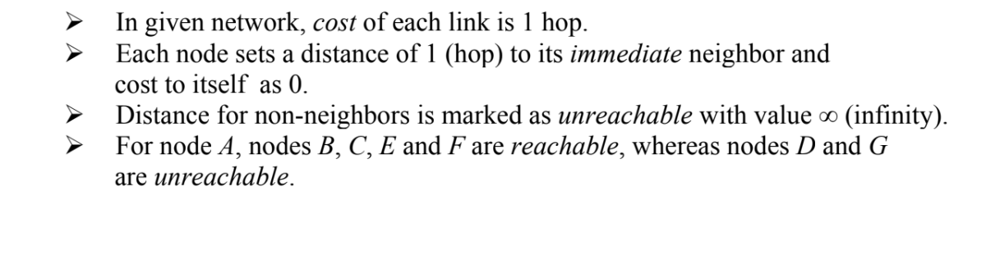 ➢ In given network, cost of each link is 1 hop.
➢ Each node sets a distance of 1 (hop) to its immediate neighbor and
cost to itself as 0.
➢ Distance for non-neighbors is marked as unreachable with value ∞ (infinity).
➢ For node A, nodes B, C, E and F are reachable, whereas nodes D and G
are unreachable.